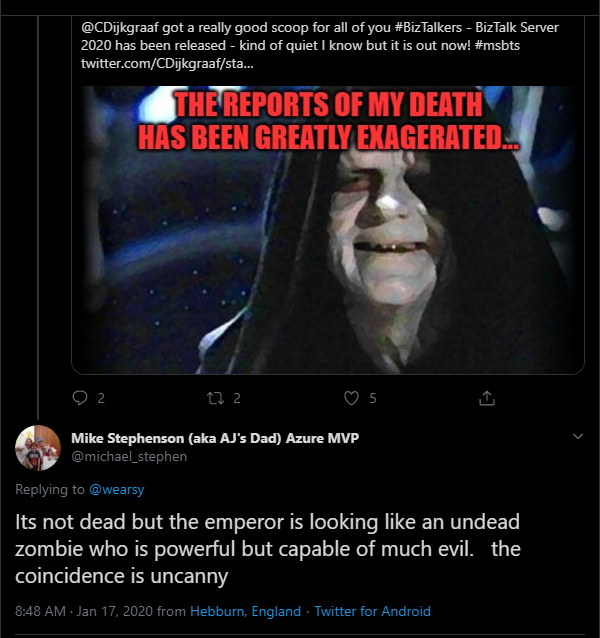 @CDijkgraaf got a really good scoop for all of you #BizTalkers - BizTalk Server
2020 has been released - kind of quiet I know but it is out now! #msbts
twitter.com/CDijkgraaf/sta...
THE REPORTS OF MY DEATH
HAS BEEN GREATLY EXAGERATED...
2
2
5
Mike Stephenson (aka AJ's Dad) Azure MVP
@michael_stephen
Replying to @wearsy
Its not dead but the emperor is looking like an undead
zombie who is powerful but capable of much evil.   the
coincidence is uncanny
8:48 AM · Jan 17, 2020 from Hebburn, England · Twitter for Android